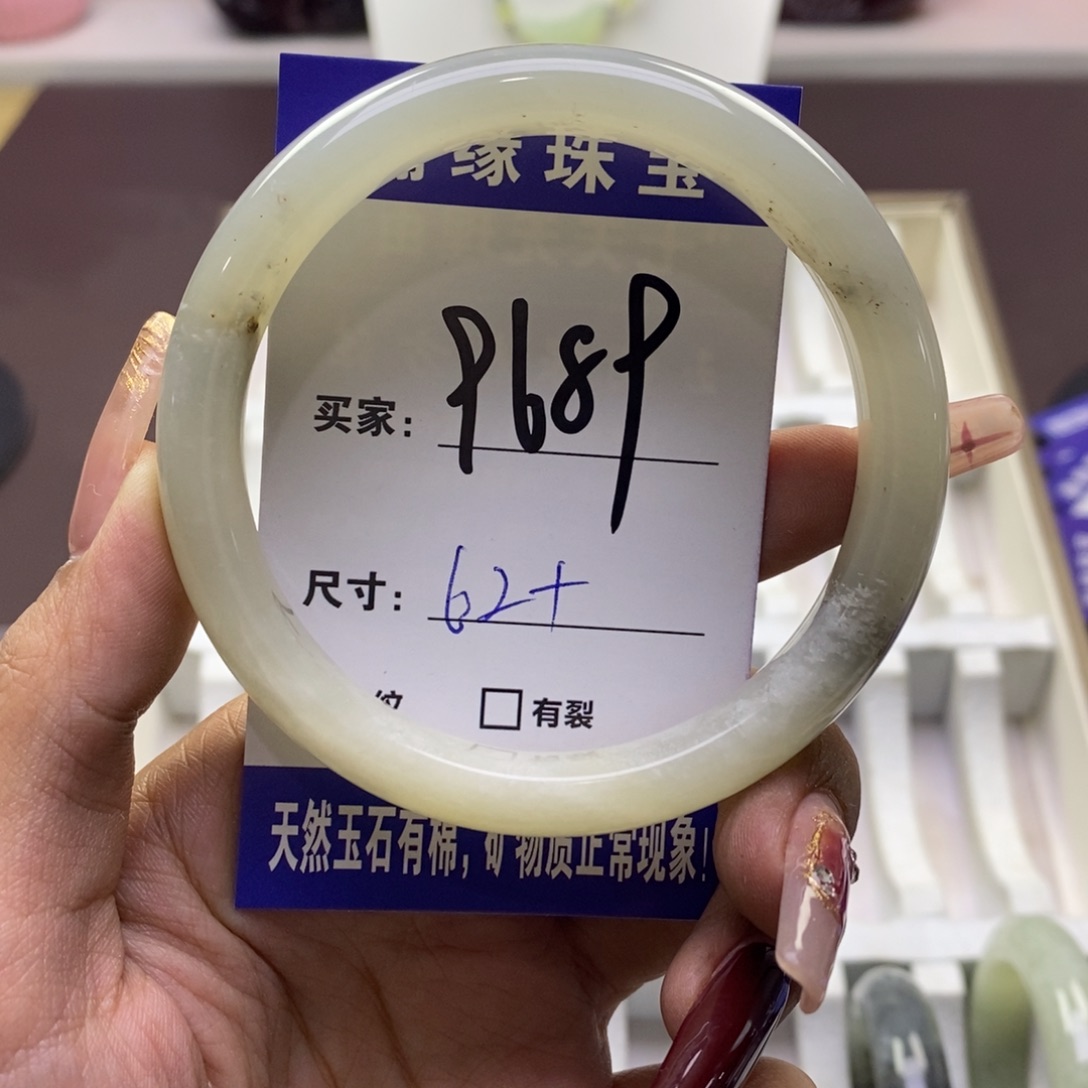 缘珠宝
买家: 9689
尺寸: 62+
纹 □有裂
天然玉石有棉, 矿物质正常现象!